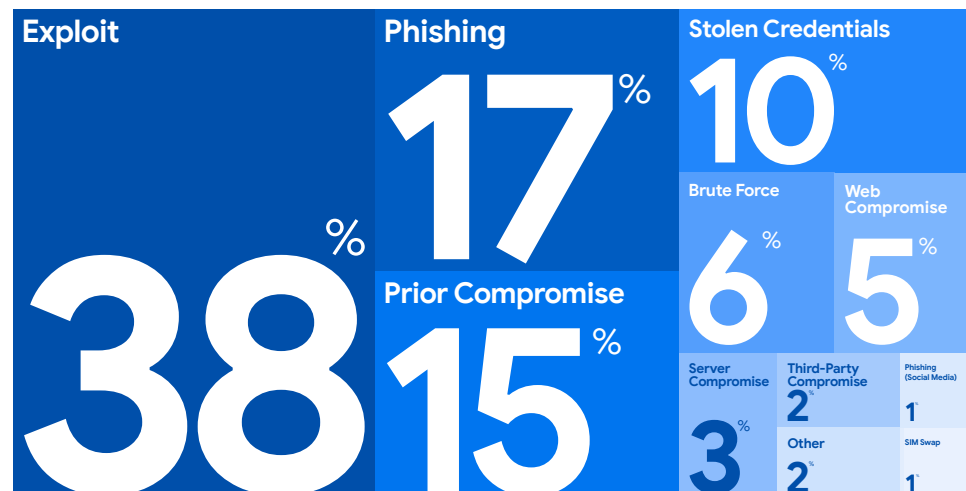 Exploit
38%
Phishing
17%
Prior Compromise
15%
Stolen Credentials
10%
Brute Force
6%
Web
Compromise
5%
Server
Compromise
3%
Third-Party
Compromise
2%
Other
2%
Phishing
(Social Media)
1%
SIM Swap
1%